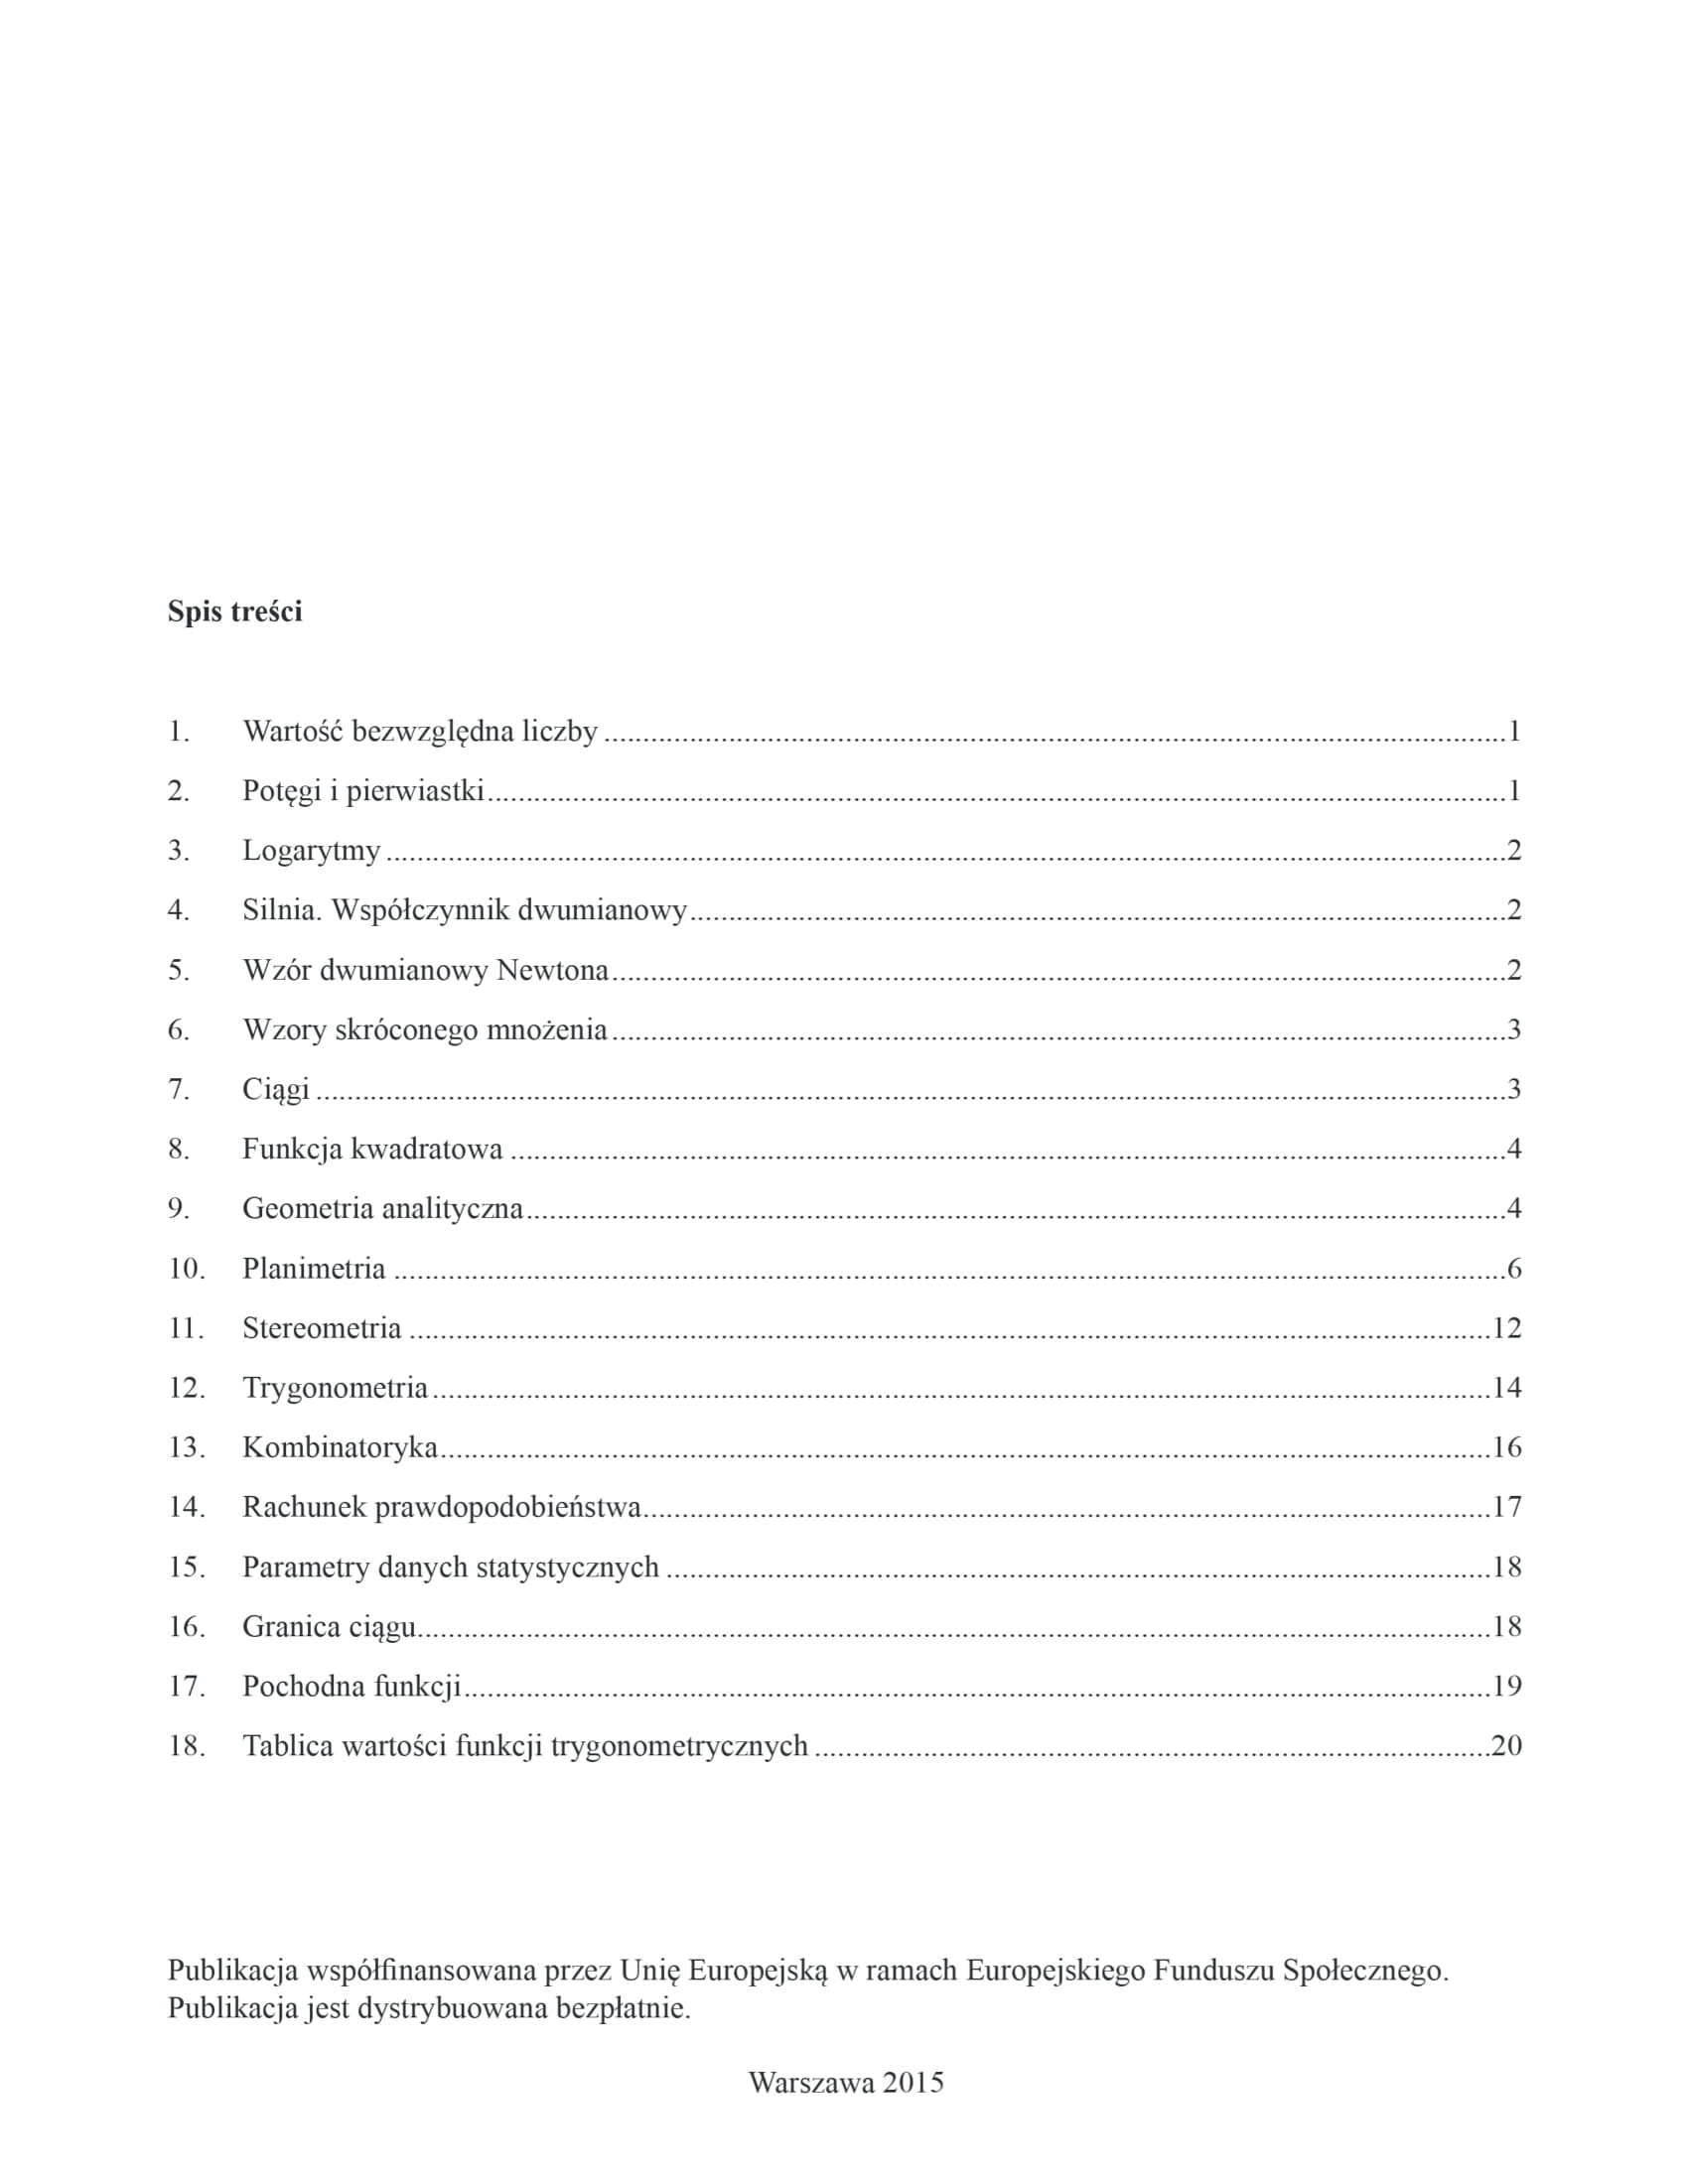 Spis treści
1. Wartość bezwzględna liczby ........ 1
2. Potęgi i pierwiastki ........ 1
3. Logarytmy ........ 2
4. Silnia. Współczynnik dwumianowy ........ 2
5. Wzór dwumianowy Newtona ........ 2
6. Wzory skróconego mnożenia ........ 3
7. Ciągi ........ 3
8. Funkcja kwadratowa ........ 4
9. Geometria analityczna ........ 4
10. Planimetria ........ 6
11. Stereometria ........ 12
12. Trygonometria ........ 14
13. Kombinatoryka ........ 16
14. Rachunek prawdopodobieństwa ........ 17
15. Parametry danych statystycznych ........ 18
16. Granica ciągu ........ 18
17. Pochodna funkcji ........ 19
18. Tablica wartości funkcji trygonometrycznych ........ 20
Publikacja współfinansowana przez Unię Europejską w ramach Europejskiego Funduszu Społecznego.
Publikacja jest dystrybuowana bezpłatnie.
Warszawa 2015